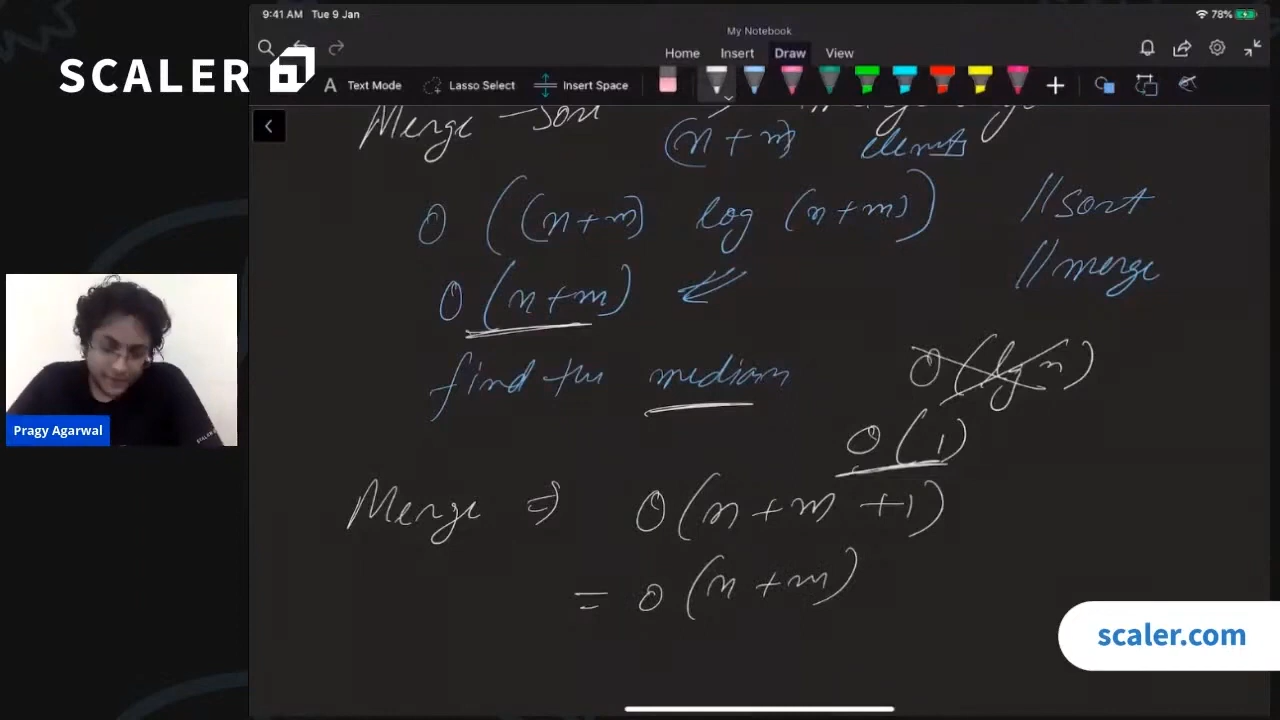 9:41 AM Tue 9 Jan
78%
My Notebook
SCALER
Home Insert Draw View
Text Mode Lasso Select Insert Space
Merge - Sort
(n + m) elements
O ((n+m) log (n+m)) // sort
O (n+m) // merge
find the median O(log n)
O(1)
Pragy Agarwal
Merge ⇒ O(n + m + 1)
= O(n + m)
scaler.com